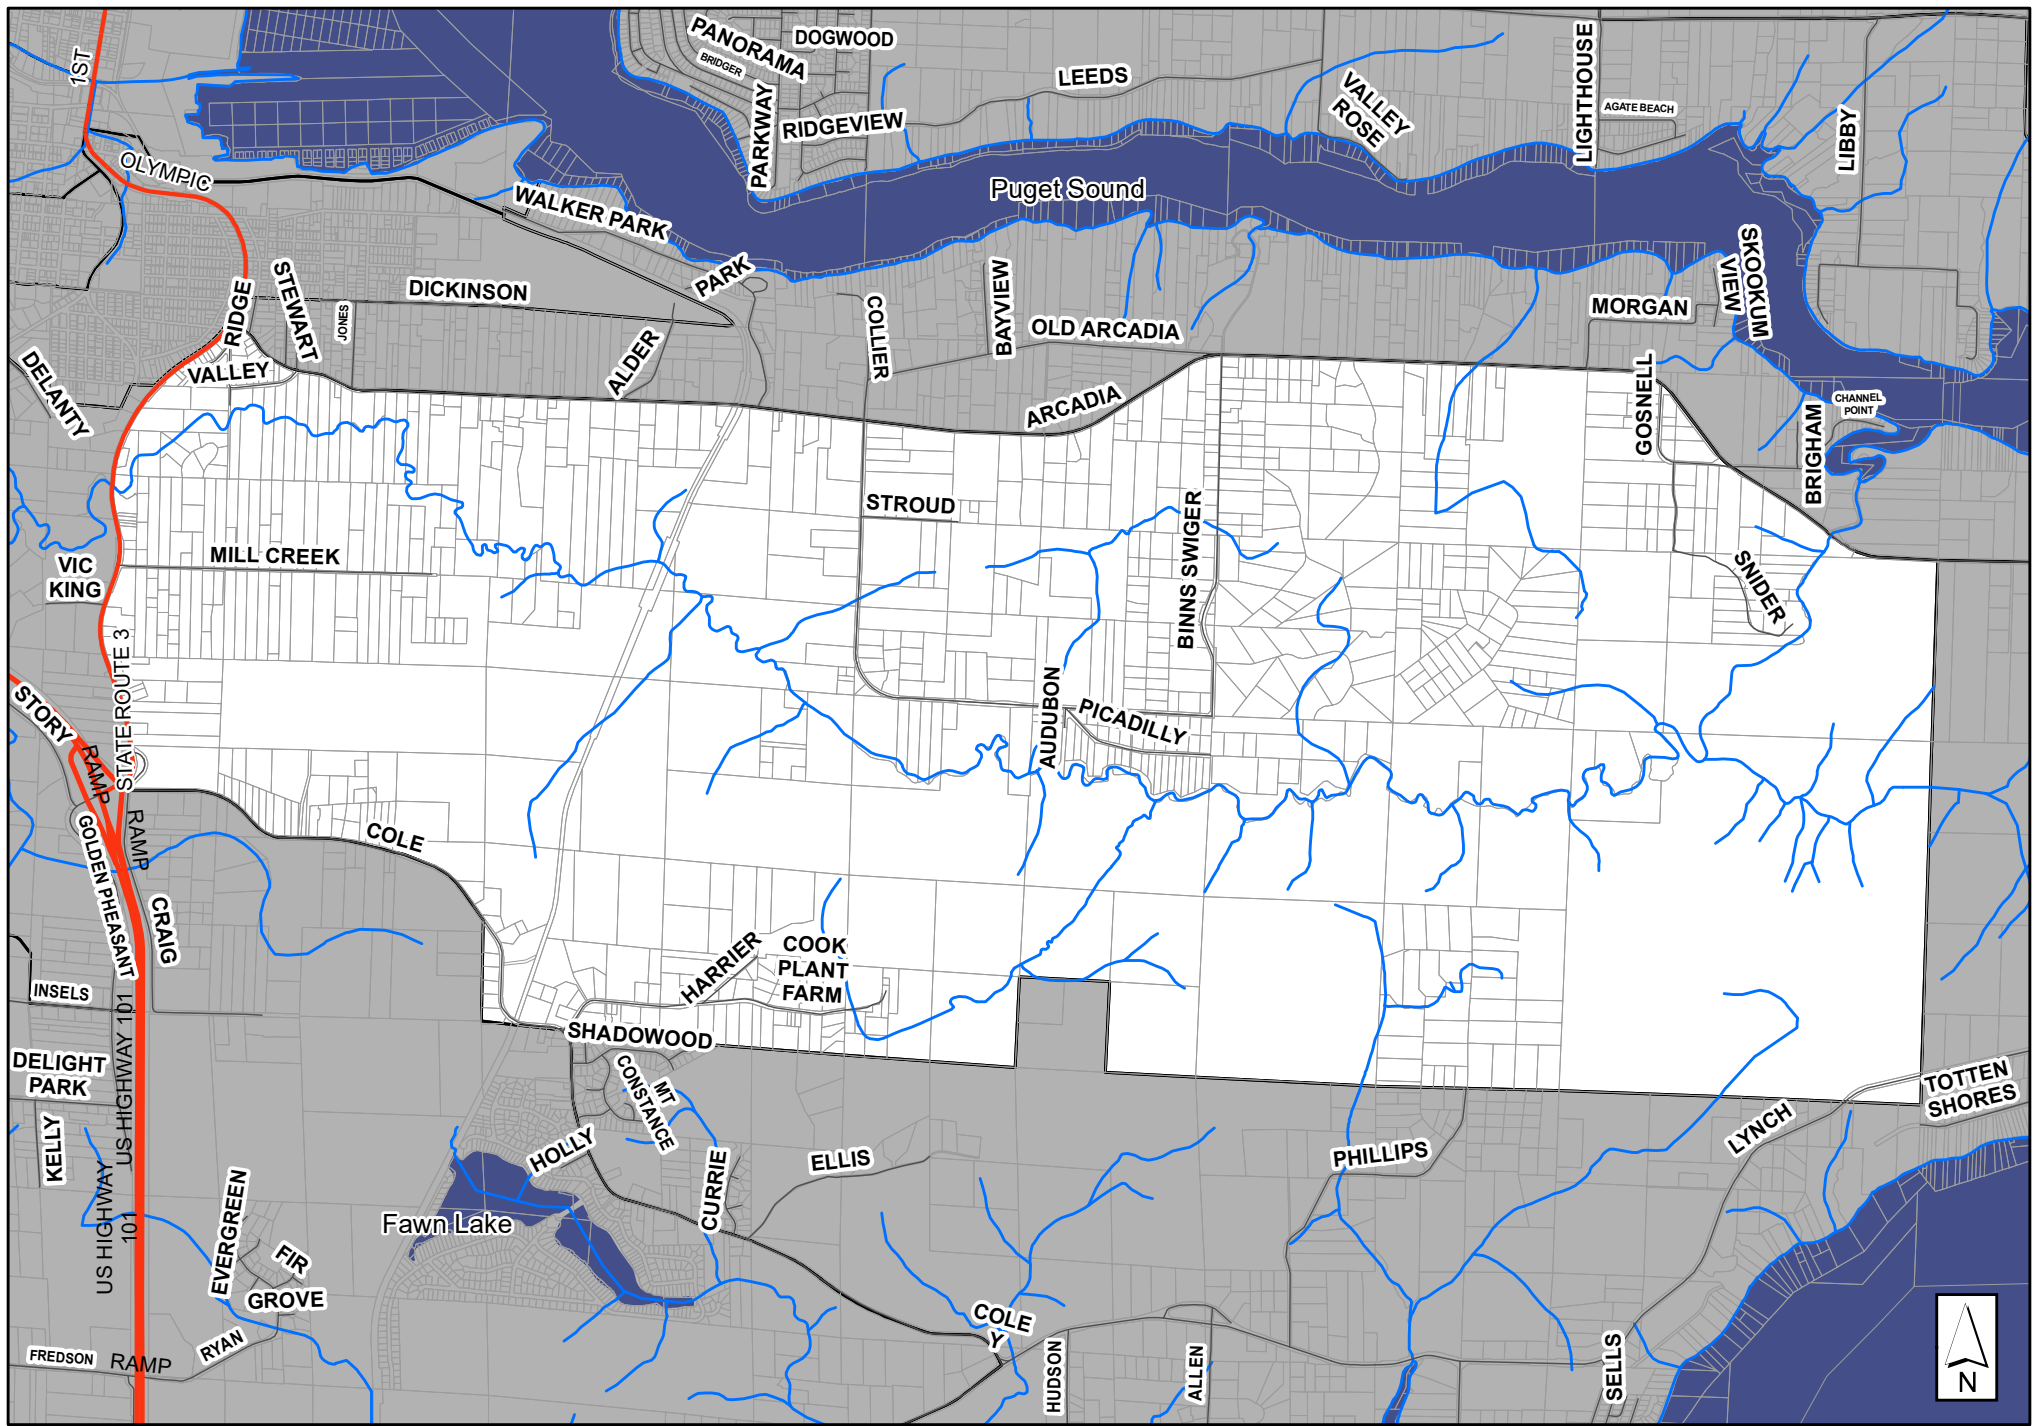 1ST
PANORAMA
DOGWOOD
BRIDGER
PARKWAY
RIDGEVIEW
LEEDS
VALLEY
ROSE
LIGHTHOUSE
AGATE BEACH
LIBBY
OLYMPIC
WALKER PARK
Puget Sound
PARK
SKOOKUM
VIEW
RIDGE
STEWART
JONES
DICKINSON
COLLIER
BAYVIEW
OLD ARCADIA
MORGAN
DELANTY
VALLEY
ALDER
ARCADIA
GOSNELL
BRIGHAM
CHANNEL
POINT
STROUD
BINNS SWIGER
VIC
KING
MILL CREEK
SNIDER
STATE ROUTE 3
STORY
RAMP
AUDUBON
PICADILLY
RAMP
GOLDEN PHEASANT
COLE
CRAIG
HARRIER
COOK
PLANT
FARM
INSELS
US HIGHWAY 101
SHADOWOOD
DELIGHT
PARK
MT
CONSTANCE
TOTTEN
SHORES
KELLY
HOLLY
CURRIE
ELLIS
PHILLIPS
LYNCH
US HIGHWAY
101
EVERGREEN
Fawn Lake
FIR
GROVE
COLE
Y
FREDSON
RAMP
RYAN
HUDSON
ALLEN
SELLS
N